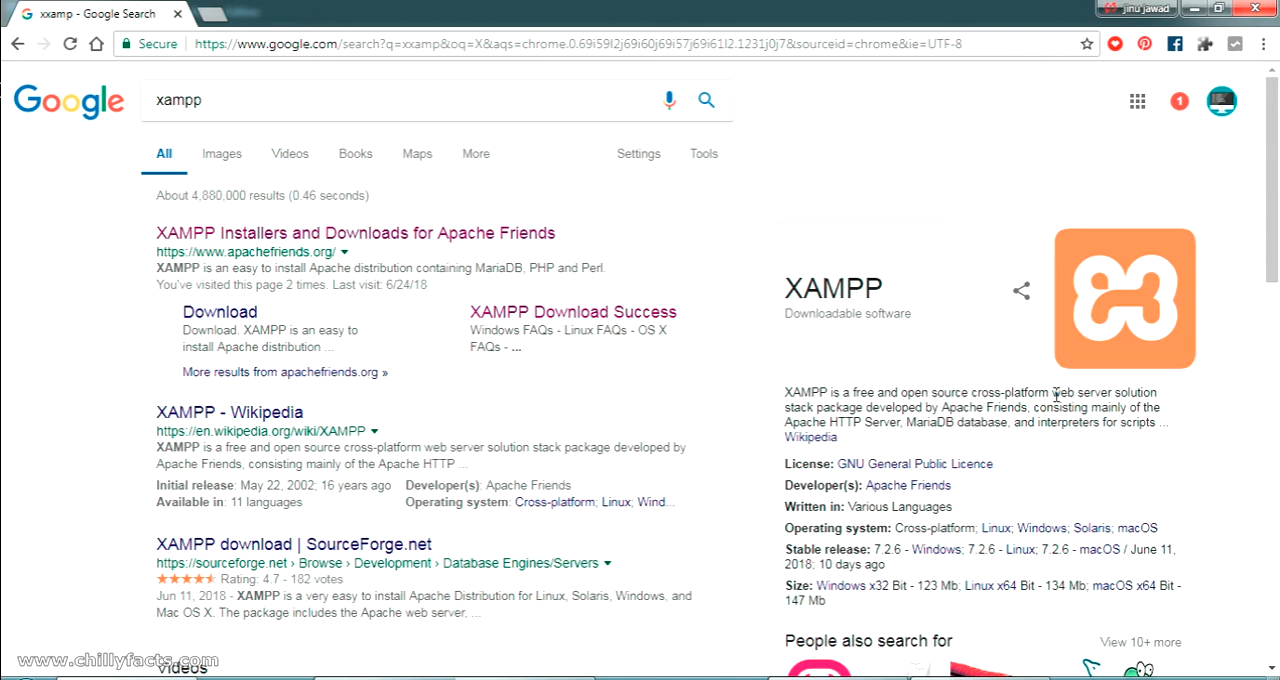 xxamp - Google Search
jinu jawad
Secure
https://www.google.com/search?q=xxamp&oq=X&aqs=chrome.0.69i59l2j69i60j69i57j69i61l2.1231j0j7&sourceid=chrome&ie=UTF-8
Google
xampp
1
All Images Videos Books Maps More Settings Tools
About 4,880,000 results (0.46 seconds)
XAMPP Installers and Downloads for Apache Friends
https://www.apachefriends.org/
XAMPP is an easy to install Apache distribution containing MariaDB, PHP and Perl.
You've visited this page 2 times. Last visit: 6/24/18
Download
Download. XAMPP is an easy to
install Apache distribution ...
XAMPP Download Success
Windows FAQs - Linux FAQs - OS X
FAQs - ...
More results from apachefriends.org »
XAMPP - Wikipedia
https://en.wikipedia.org/wiki/XAMPP
XAMPP is a free and open source cross-platform web server solution stack package developed by
Apache Friends, consisting mainly of the Apache HTTP ...
Initial release: May 22, 2002; 16 years ago Developer(s): Apache Friends
Available in: 11 languages Operating system: Cross-platform; Linux; Wind...
XAMPP download | SourceForge.net
https://sourceforge.net › Browse › Development › Database Engines/Servers
Rating: 4.7 - 182 votes
Jun 11, 2018 - XAMPP is a very easy to install Apache Distribution for Linux, Solaris, Windows, and
Mac OS X. The package includes the Apache web server, ...
Videos
www.chillyfacts.com
XAMPP
Downloadable software
XAMPP is a free and open source cross-platform web server solution
stack package developed by Apache Friends, consisting mainly of the
Apache HTTP Server, MariaDB database, and interpreters for scripts ...
Wikipedia
License: GNU General Public Licence
Developer(s): Apache Friends
Written in: Various Languages
Operating system: Cross-platform; Linux; Windows; Solaris; macOS
Stable release: 7.2.6 - Windows; 7.2.6 - Linux; 7.2.6 - macOS / June 11,
2018; 10 days ago
Size: Windows x32 Bit - 123 Mb; Linux x64 Bit - 134 Mb; macOS x64 Bit -
147 Mb
People also search for
View 10+ more